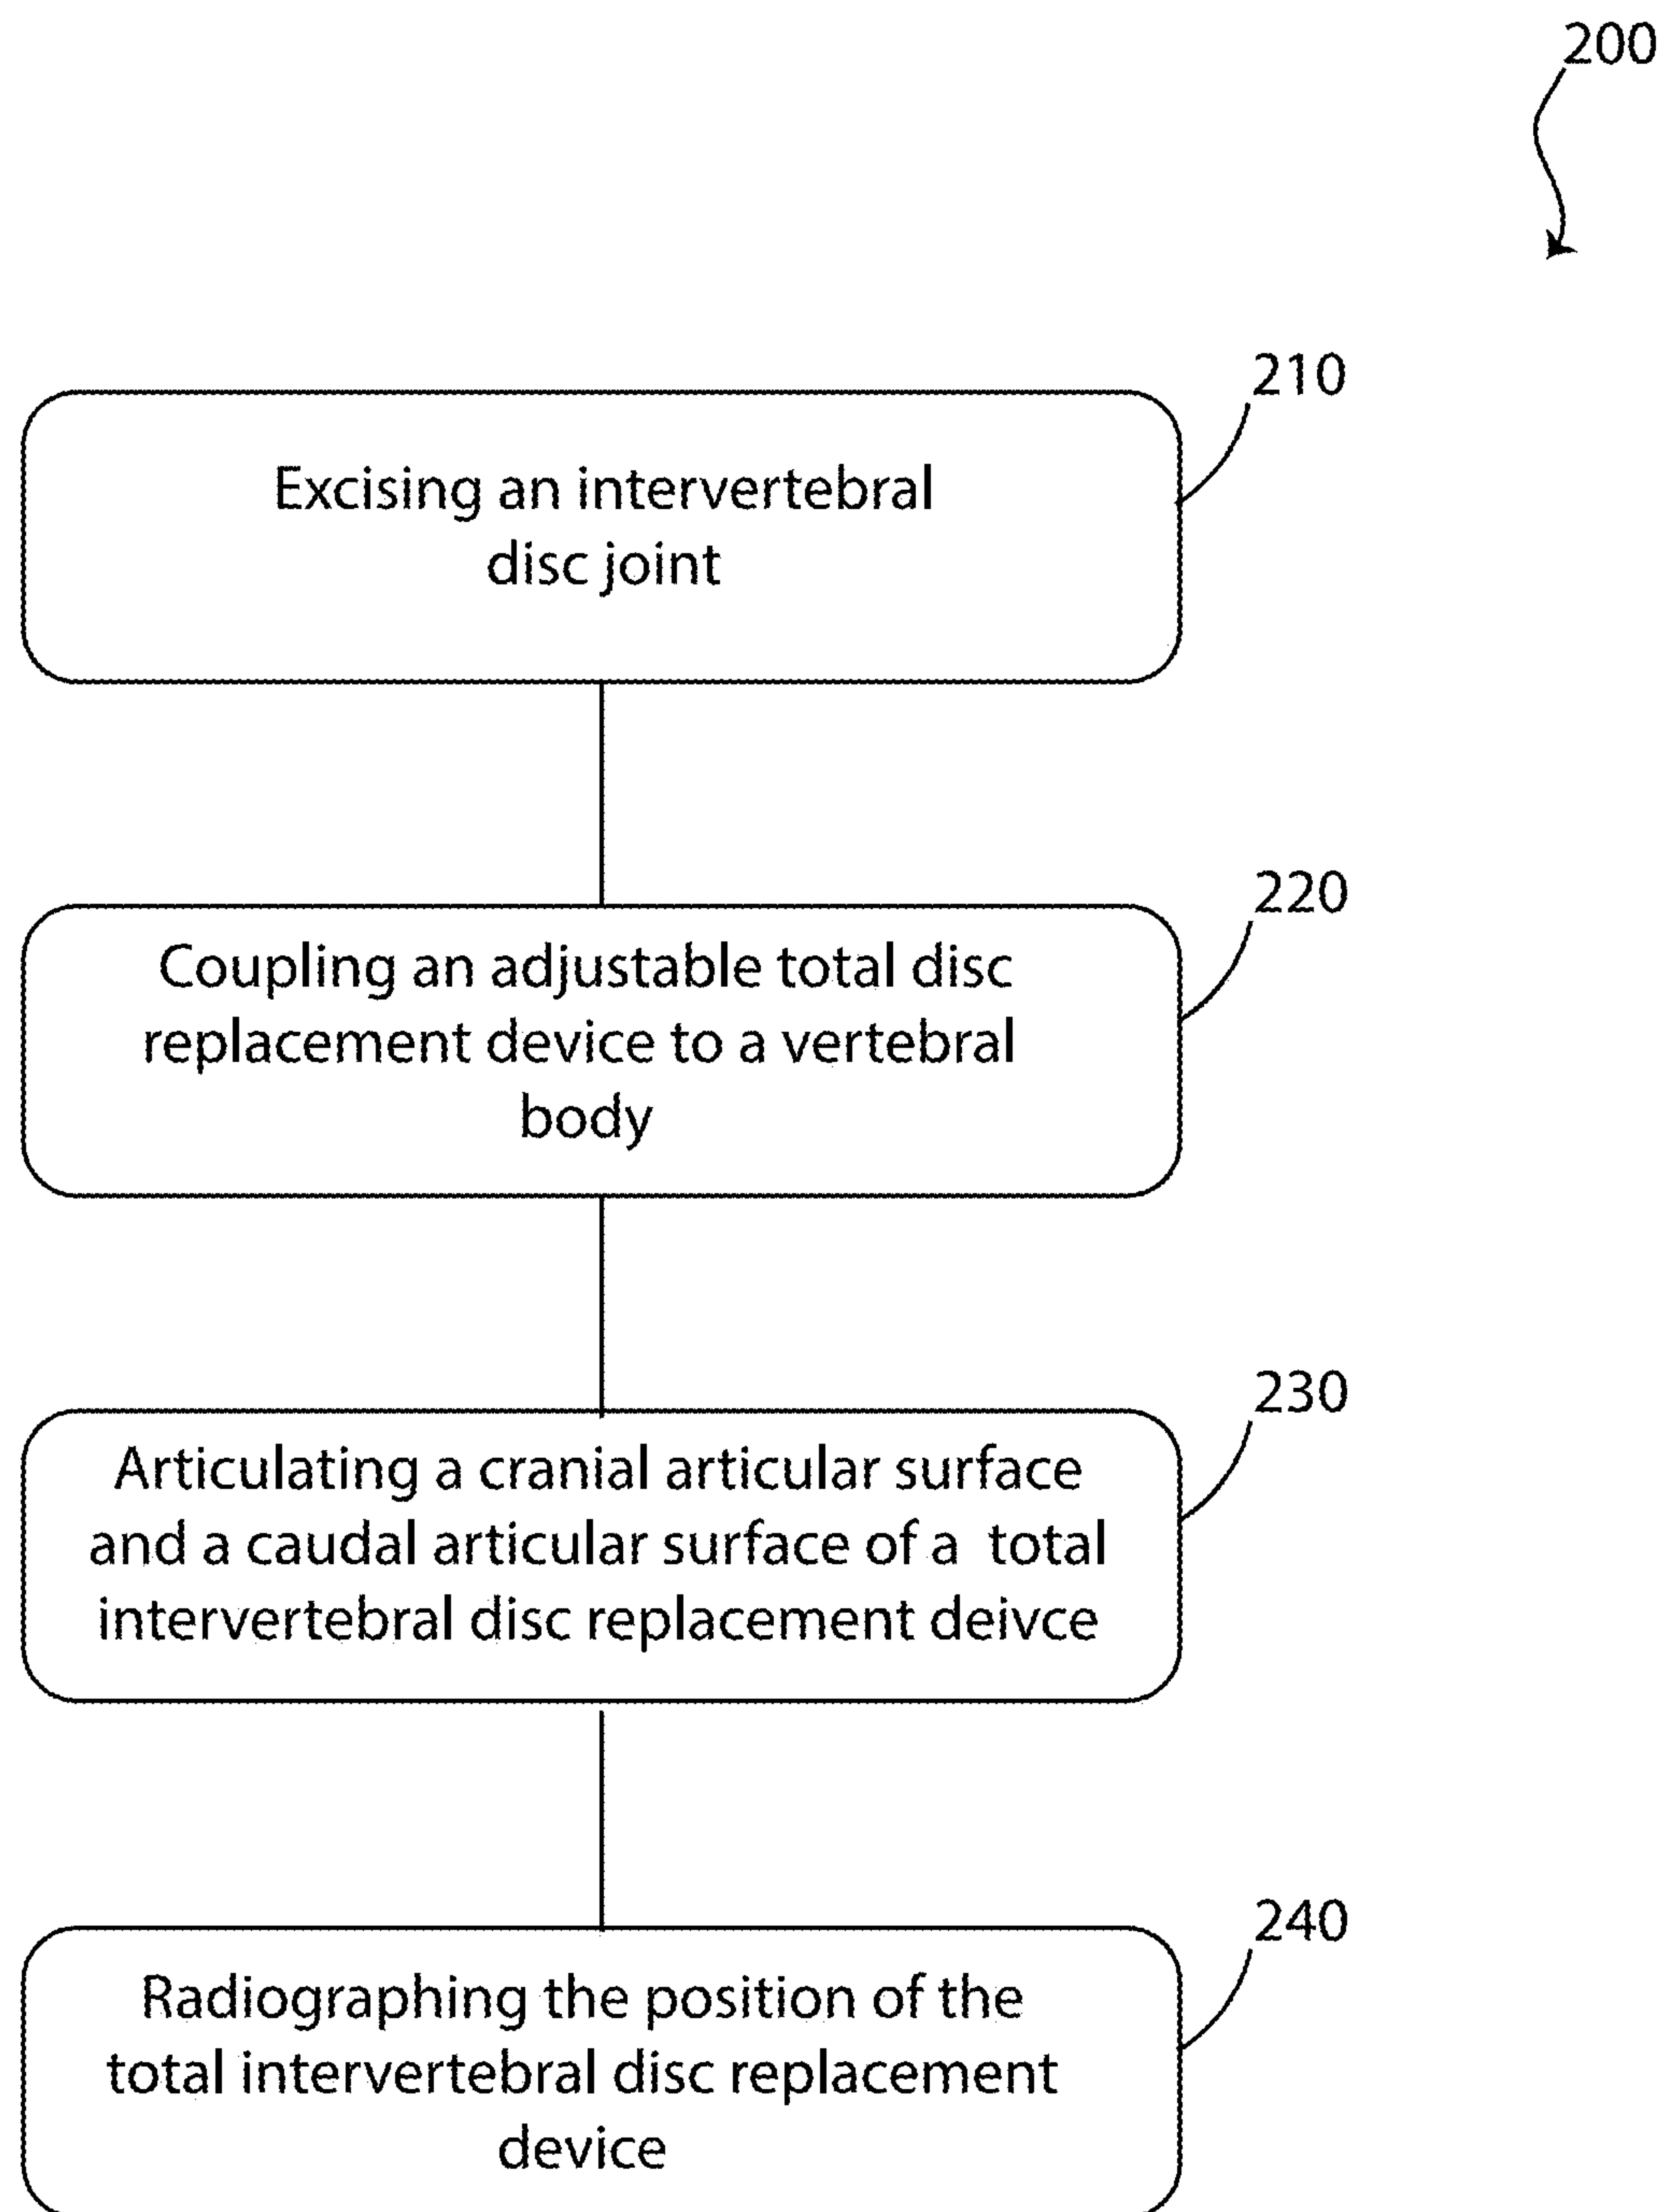 200
210
Excising an intervertebral
disc joint
220
Coupling an adjustable total disc
replacement device to a vertebral
body
230
Articulating a cranial articular surface
and a caudal articular surface of a  total
intervertebral disc replacement deivce
240
Radiographing the position of the
total intervertebral disc replacement
device